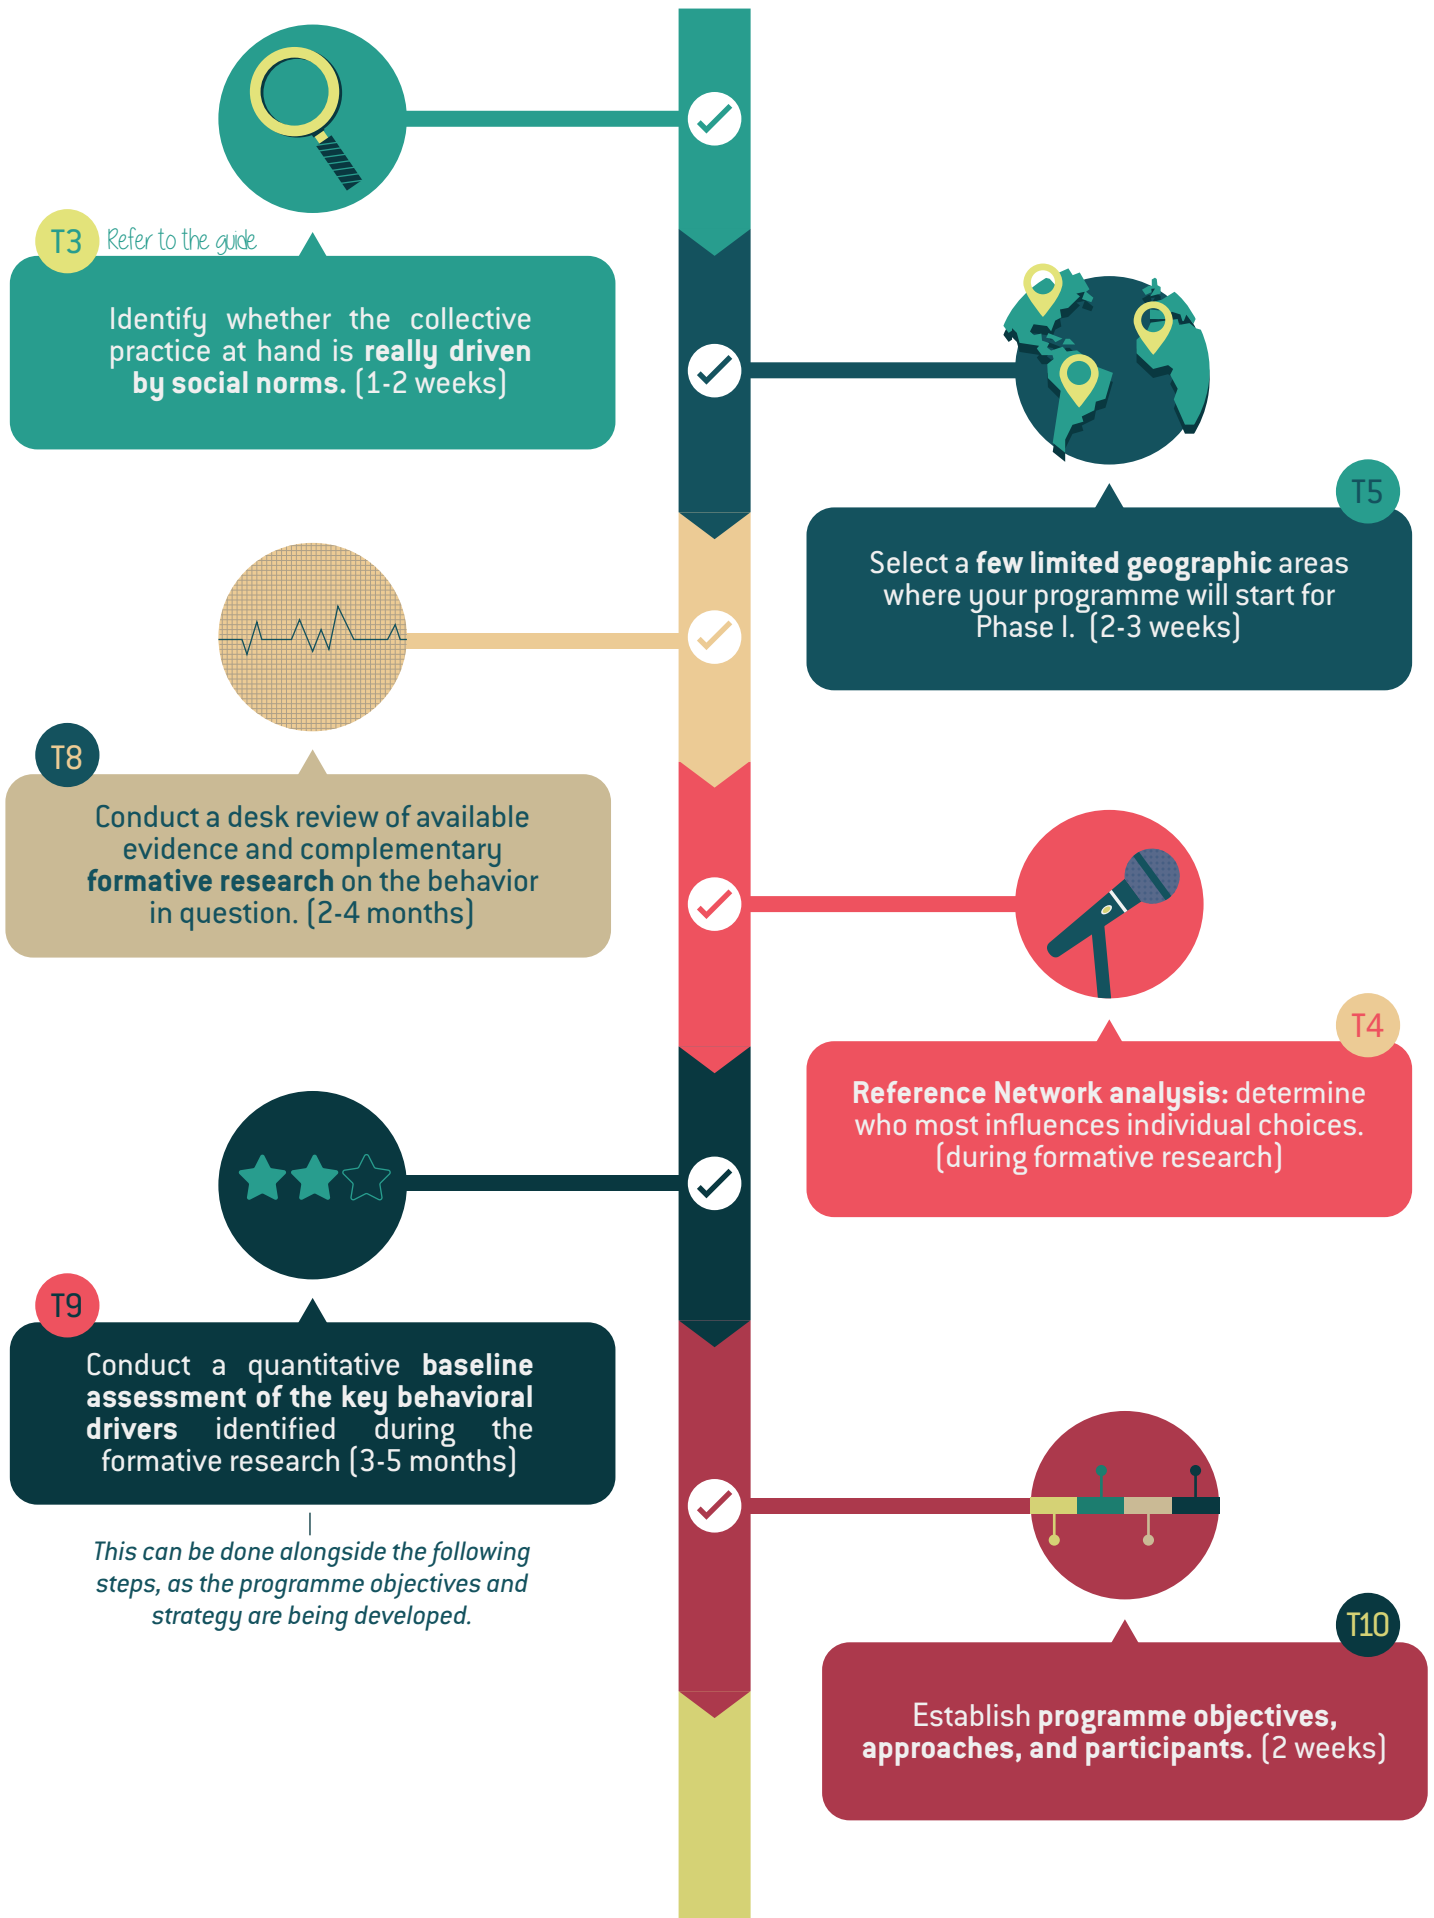 T3 Refer to the guide
Identify whether the collective
practice at hand is really driven
by social norms. (1-2 weeks)
T5
Select a few limited geographic areas
where your programme will start for
Phase I. (2-3 weeks)
T8
Conduct a desk review of available
evidence and complementary
formative research on the behavior
in question. (2-4 months)
T4
Reference Network analysis: determine
who most influences individual choices.
(during formative research)
T9
Conduct a quantitative baseline
assessment of the key behavioral
drivers identified during the
formative research (3-5 months)
This can be done alongside the following
steps, as the programme objectives and
strategy are being developed.
T10
Establish programme objectives,
approaches, and participants. (2 weeks)